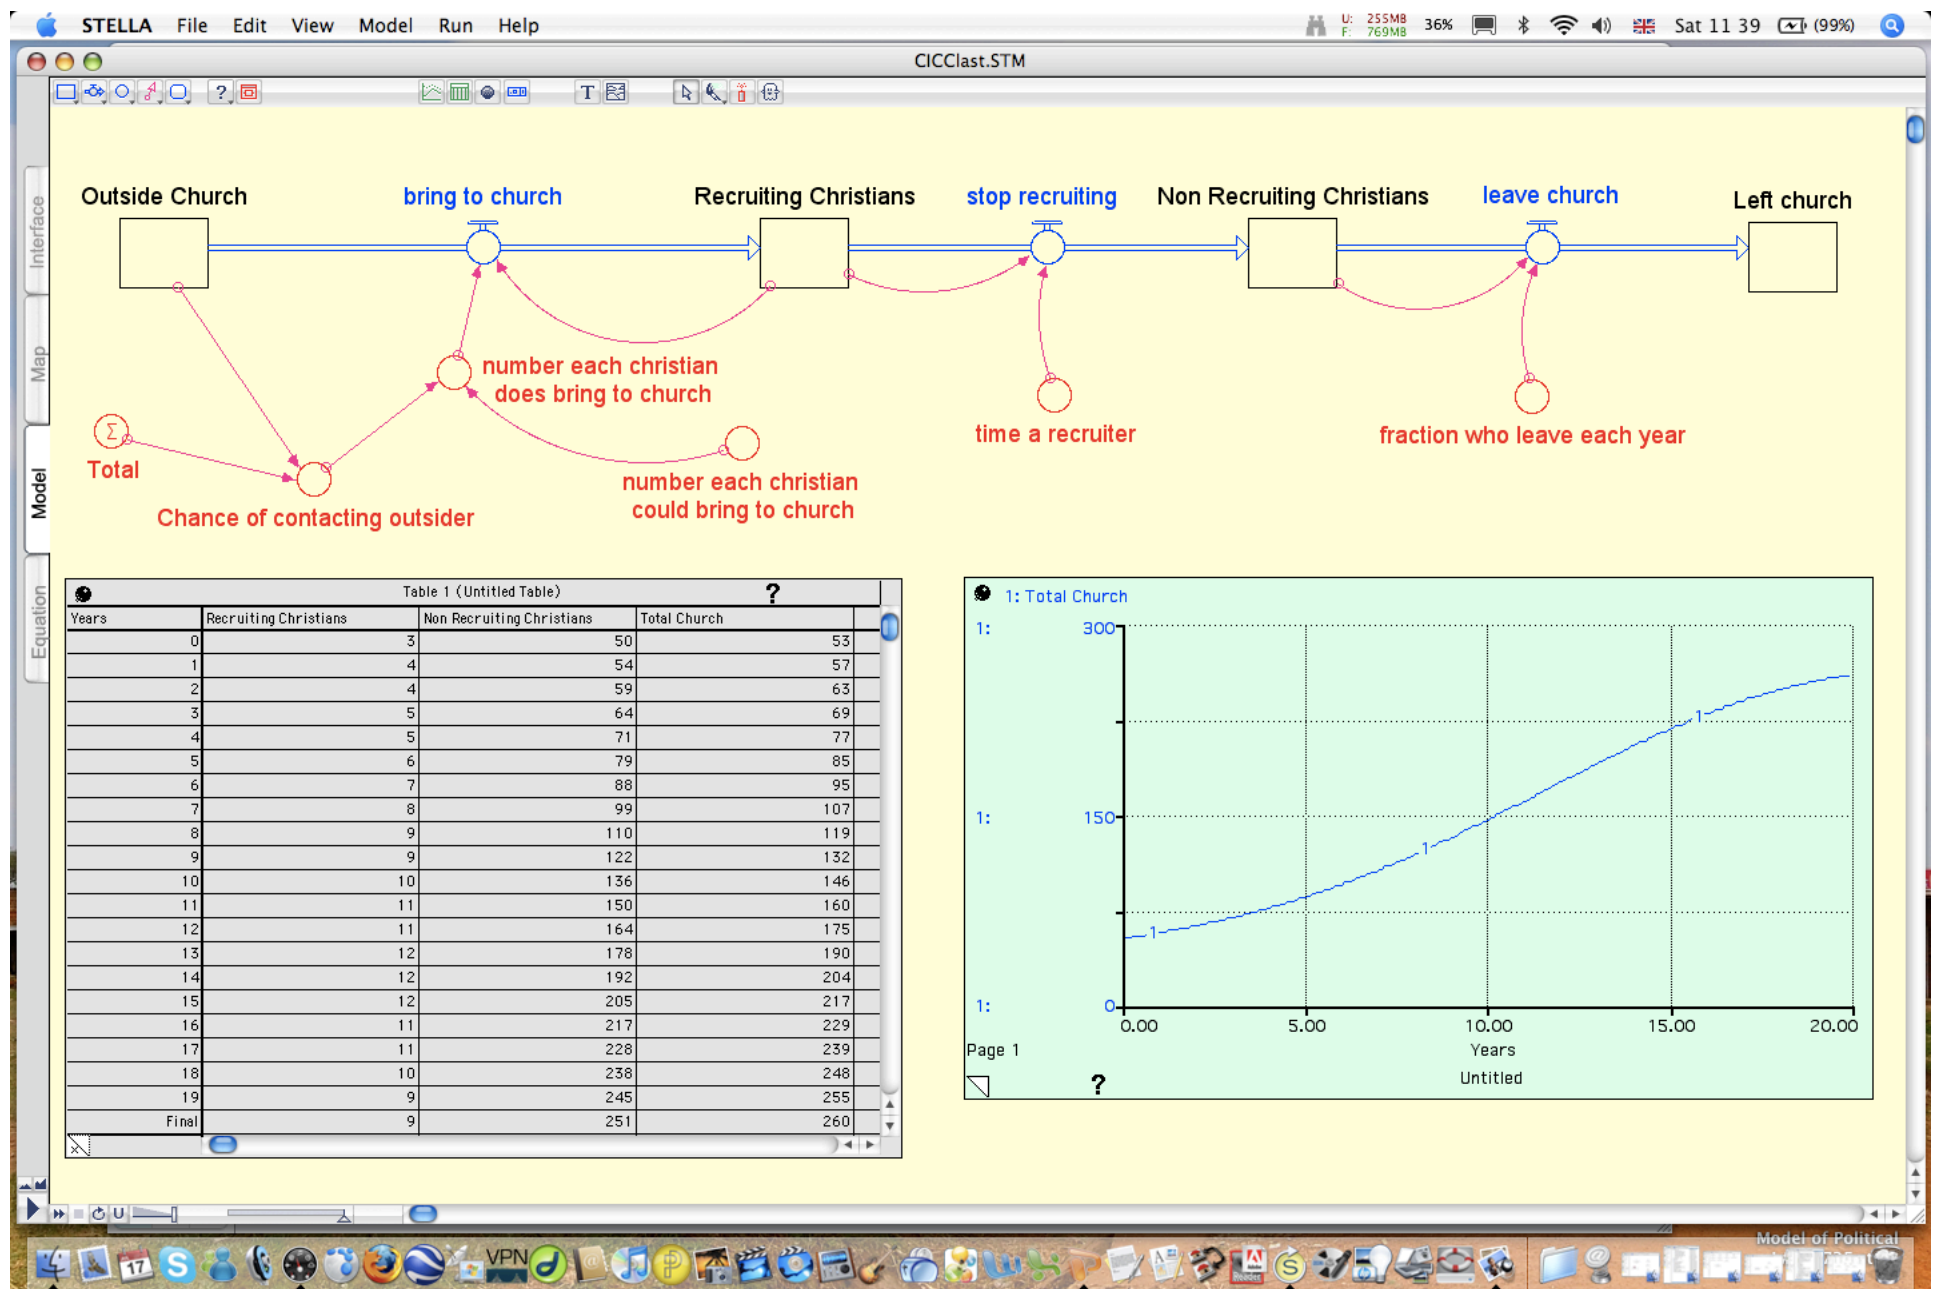 STELLA File Edit View Model Run Help U: 255MB 36% Sat 11 39 (99%)
F: 769MB
CICClast.STM
? T
Interface
Map
Model
Equation
Outside Church bring to church Recruiting Christians stop recruiting Non Recruiting Christians leave church Left church
number each christian
does bring to church
Σ
Total
Chance of contacting outsider
number each christian
could bring to church
time a recruiter
fraction who leave each year
Table 1 (Untitled Table) ?
Years Recruiting Christians Non Recruiting Christians Total Church
0 3 50 53
1 4 54 57
2 4 59 63
3 5 64 69
4 5 71 77
5 6 79 85
6 7 88 95
7 8 99 107
8 9 110 119
9 9 122 132
10 10 136 146
11 11 150 160
12 11 164 175
13 12 178 190
14 12 192 204
15 12 205 217
16 11 217 229
17 11 228 239
18 10 238 248
19 9 245 255
Final 9 251 260
1: Total Church
1: 300
1: 150
1: 0
1 1 1
0.00 5.00 10.00 15.00 20.00
Page 1 Years
? Untitled
U
Model of Political
17 VPN Adobe Reader